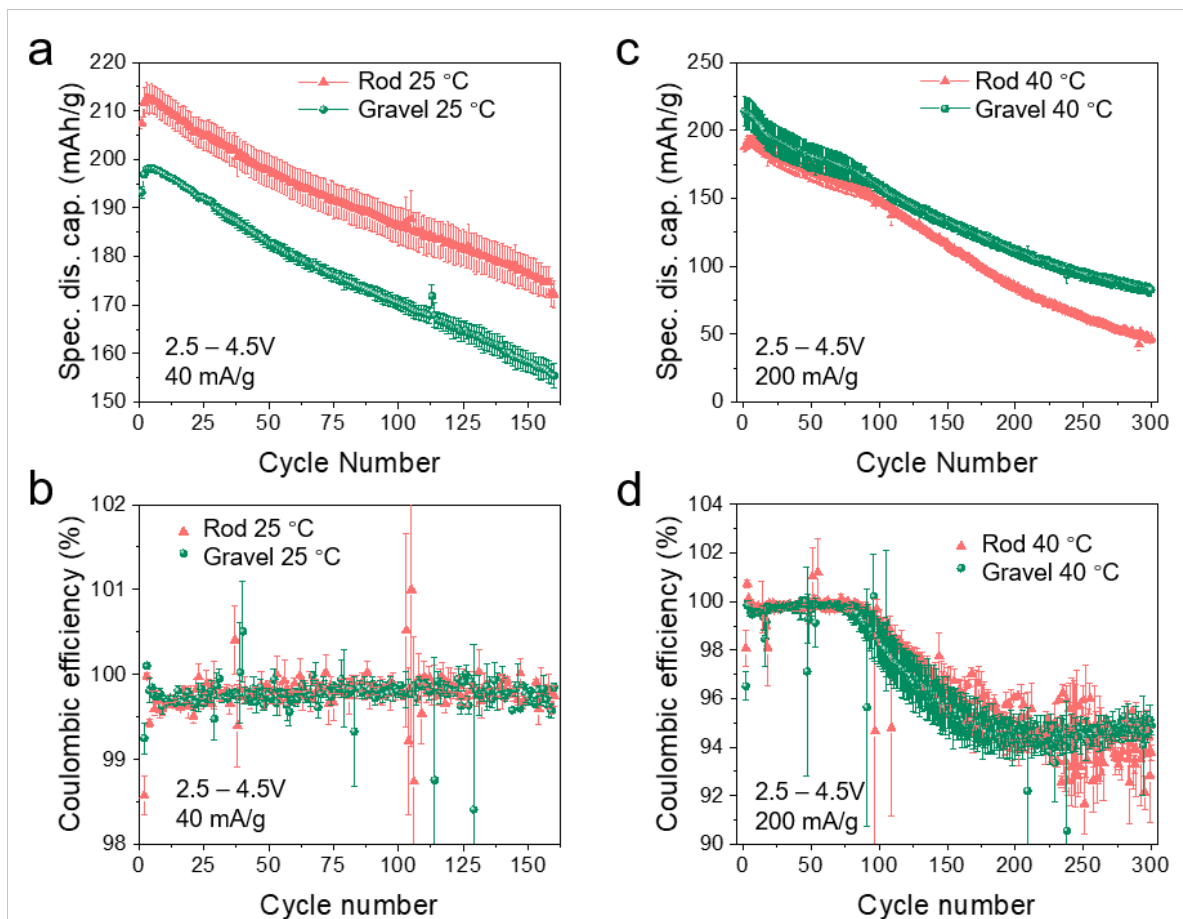 a
220
210
200
190
180
170
160
150
Spec. dis. cap. (mAh/g)
Rod 25 °C
Gravel 25 °C
2.5 – 4.5V
40 mA/g
25
50
75
100
125
150
Cycle Number
c
250
200
150
100
50
0
Spec. dis. cap. (mAh/g)
Rod 40 °C
Gravel 40 °C
2.5 – 4.5V
200 mA/g
0
50
100
150
200
250
300
Cycle Number
b
102
101
100
99
98
Coulombic efficiency (%)
Rod 25 °C
Gravel 25 °C
2.5 – 4.5V
40 mA/g
0
25
50
75
100
125
150
Cycle number
d
104
102
100
98
96
94
92
90
Coulombic efficiency (%)
Rod 40 °C
Gravel 40 °C
2.5 – 4.5V
200 mA/g
0
50
100
150
200
250
300
Cycle number